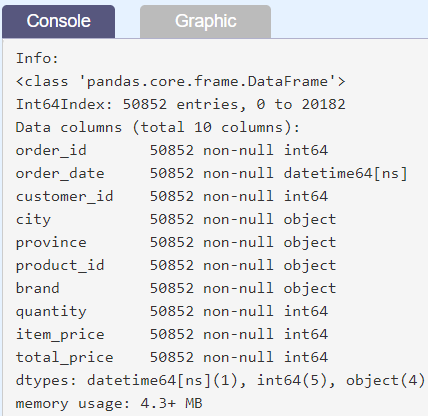 Console Graphic
Info:
<class 'pandas.core.frame.DataFrame'>
Int64Index: 50852 entries, 0 to 20182
Data columns (total 10 columns):
order_id 50852 non-null int64
order_date 50852 non-null datetime64[ns]
customer_id 50852 non-null int64
city 50852 non-null object
province 50852 non-null object
product_id 50852 non-null object
brand 50852 non-null object
quantity 50852 non-null int64
item_price 50852 non-null int64
total_price 50852 non-null int64
dtypes: datetime64[ns](1), int64(5), object(4)
memory usage: 4.3+ MB